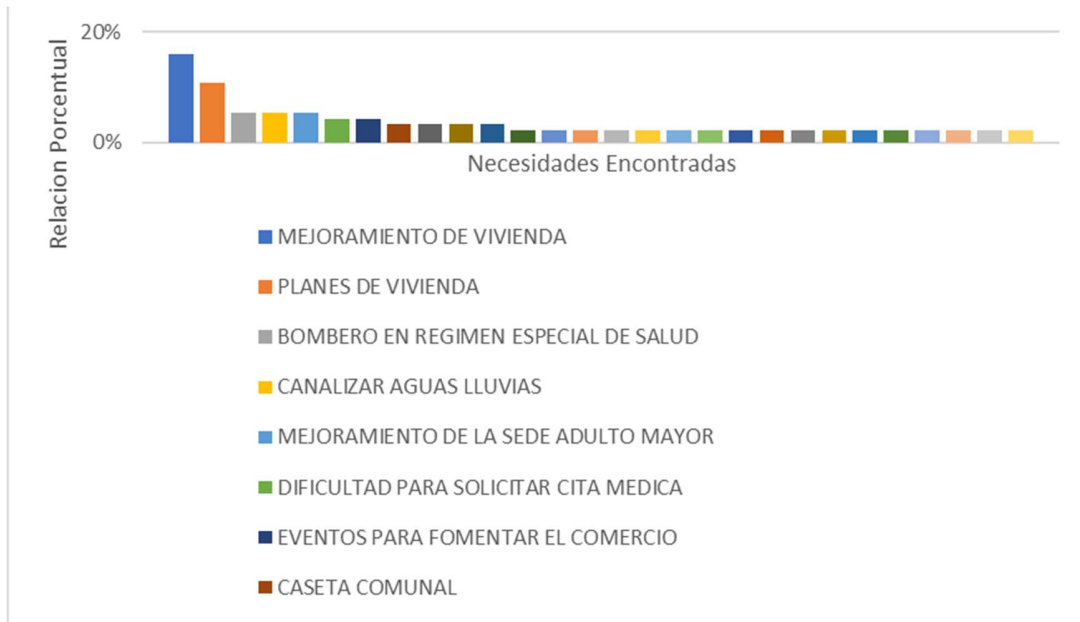 Relacion Porcentual
20%
0%
Necesidades Encontradas
MEJORAMIENTO DE VIVIENDA
PLANES DE VIVIENDA
BOMBERO EN REGIMEN ESPECIAL DE SALUD
CANALIZAR AGUAS LLUVIAS
MEJORAMIENTO DE LA SEDE ADULTO MAYOR
DIFICULTAD PARA SOLICITAR CITA MEDICA
EVENTOS PARA FOMENTAR EL COMERCIO
CASETA COMUNAL